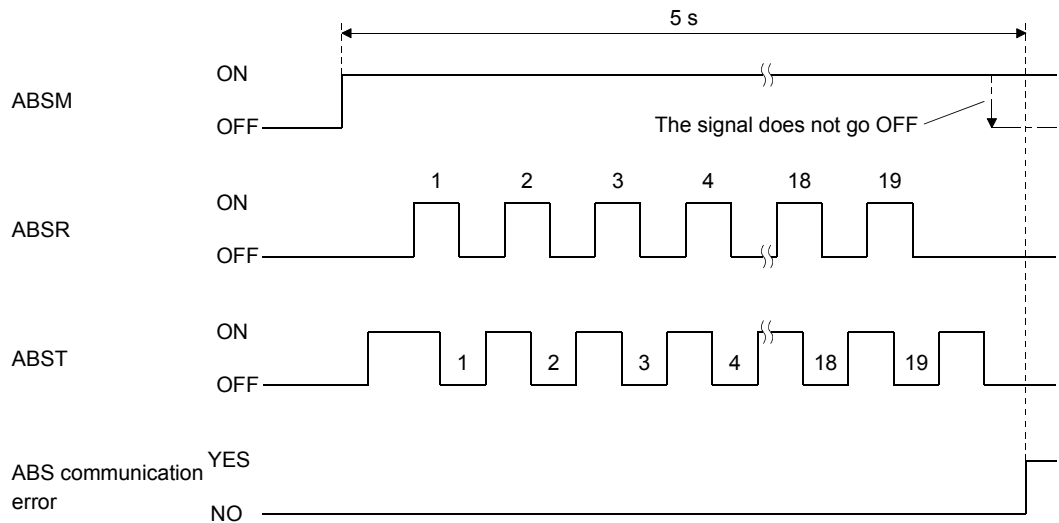 5 s
ON
ABSM
OFF
The signal does not go OFF
1 2 3 4 18 19
ON
ABSR
OFF
ON
ABST
1 2 3 4 18 19
OFF
YES
ABS communication
error
NO